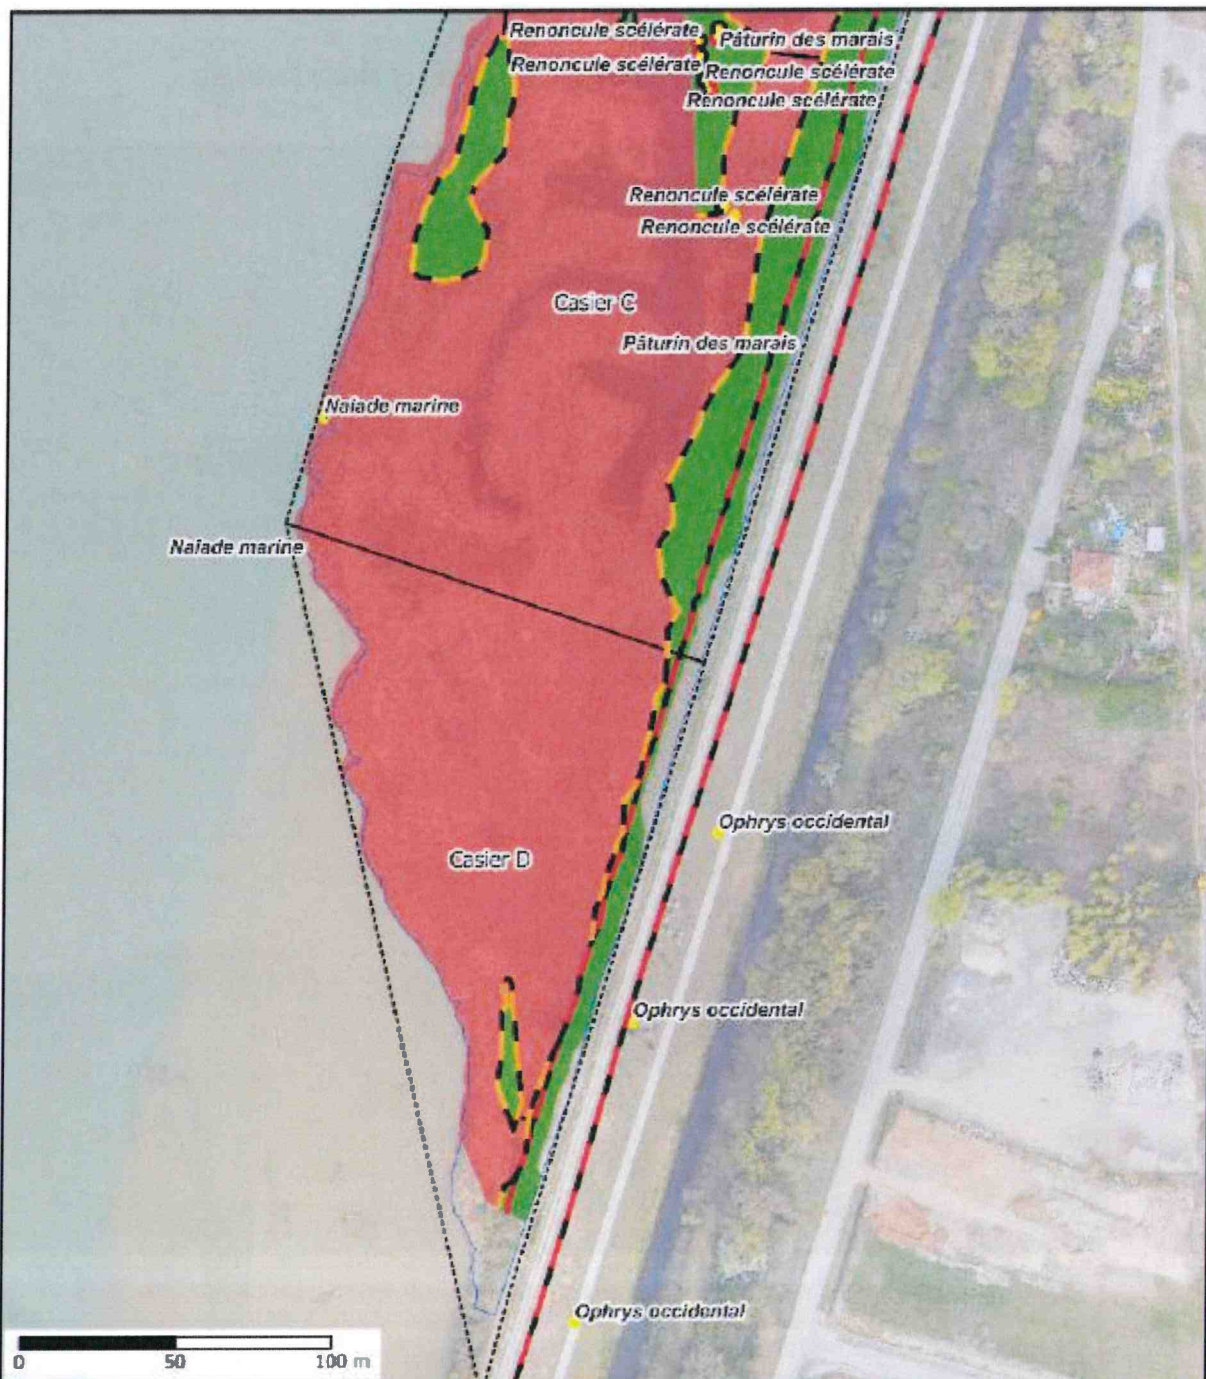 Renoncule scélérate
Pâturin des marais
Renoncule scélérate
Renoncule scélérate
Renoncule scélérate
Renoncule scélérate
Renoncule scélérate
Casier C
Pâturin des marais
Naïade marine
Naïade marine
Ophrys occidental
Casier D
Ophrys occidental
Ophrys occidental
0 50 100 m